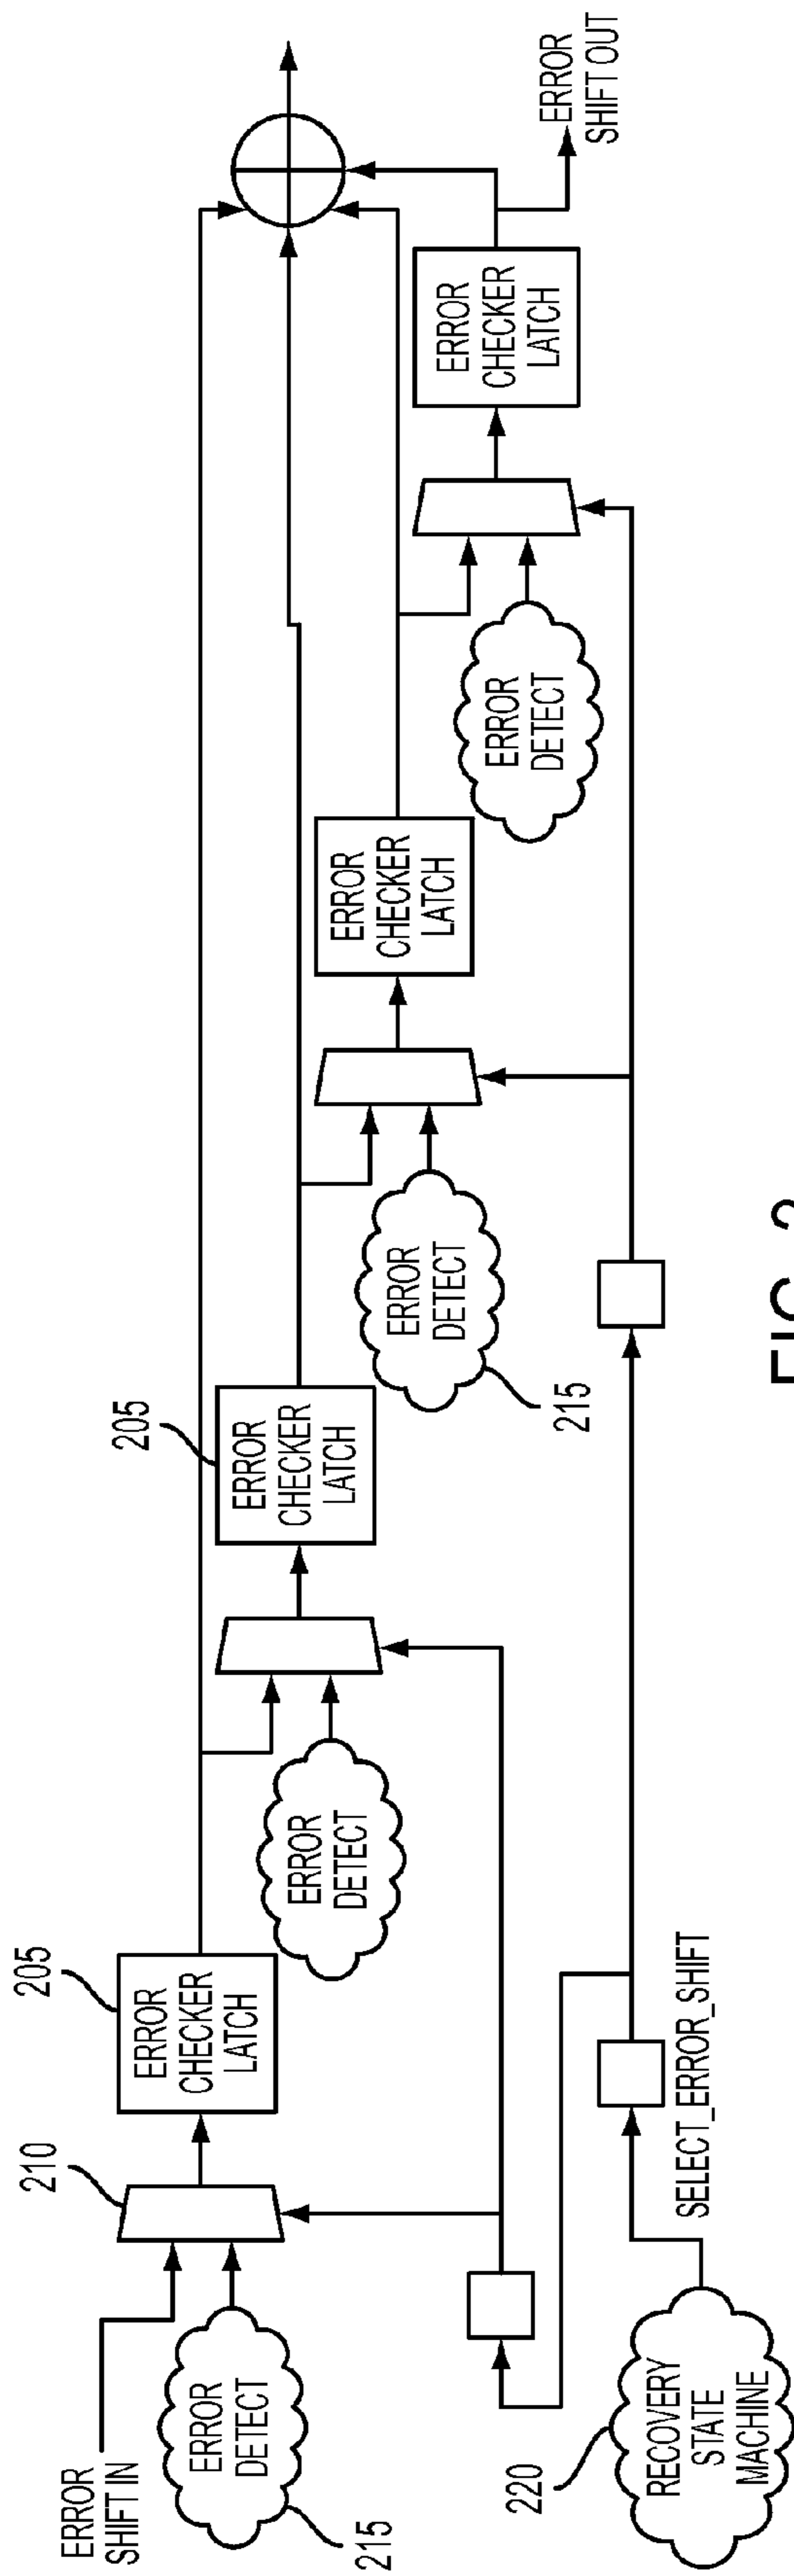 ERROR
SHIFT IN
ERROR
DETECT
215
210
ERROR
CHECKER
LATCH
205
ERROR
DETECT
ERROR
CHECKER
LATCH
205
ERROR
DETECT
215
ERROR
CHECKER
LATCH
ERROR
DETECT
ERROR
CHECKER
LATCH
ERROR
SHIFT OUT
RECOVERY
STATE
MACHINE
220
SELECT_ERROR_SHIFT